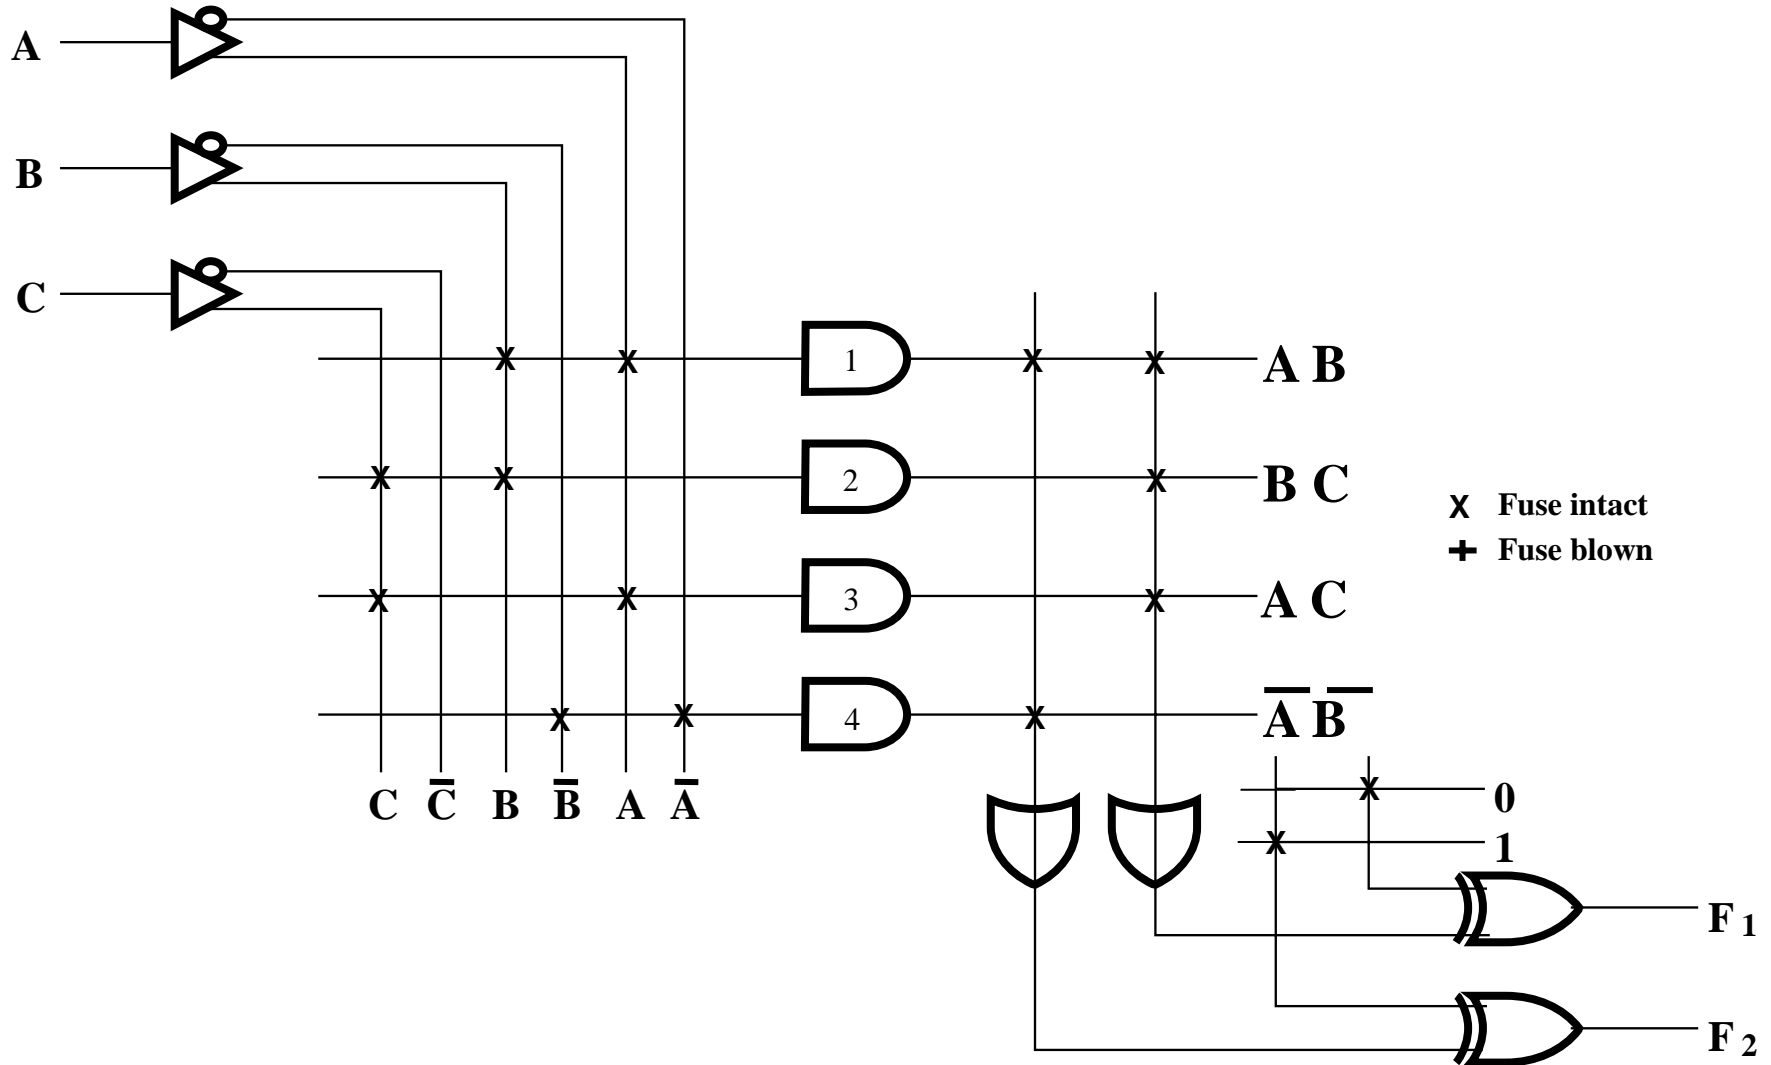 A
B
C
1
A B
2
B C
X Fuse intact
+ Fuse blown
3
A C
4
A̅ B̅
C C̅ B B̅ A A̅
0
1
F 1
F 2